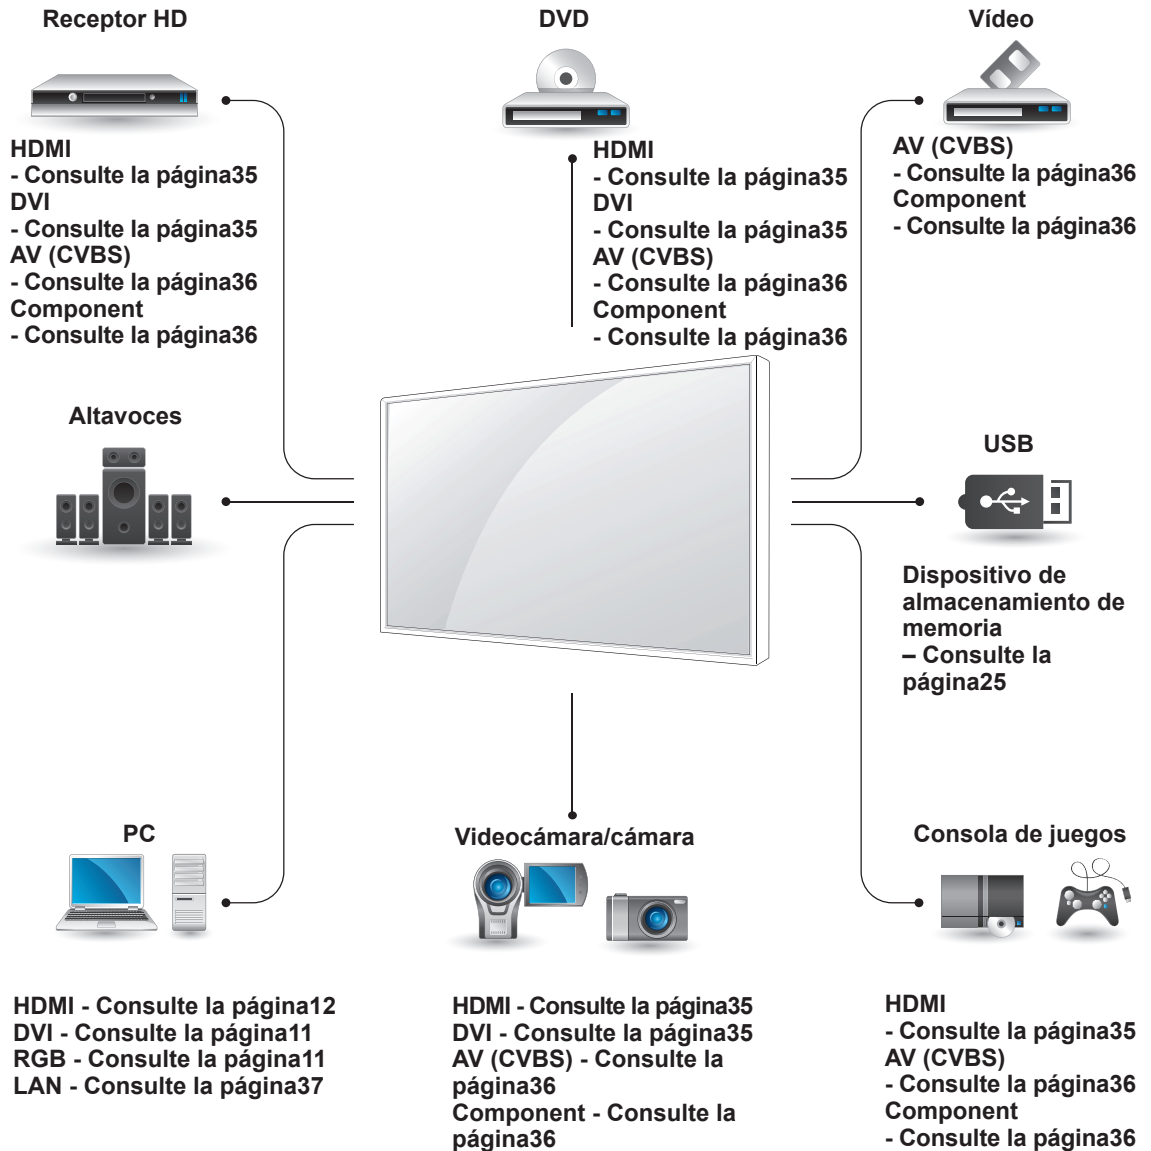 Receptor HD
HDMI
- Consulte la página35
DVI
- Consulte la página35
AV (CVBS)
- Consulte la página36
Component
- Consulte la página36
DVD
HDMI
- Consulte la página35
DVI
- Consulte la página35
AV (CVBS)
- Consulte la página36
Component
- Consulte la página36
Vídeo
AV (CVBS)
- Consulte la página36
Component
- Consulte la página36
Altavoces
USB
Dispositivo de
almacenamiento de
memoria
– Consulte la
página25
PC
HDMI - Consulte la página12
DVI - Consulte la página11
RGB - Consulte la página11
LAN - Consulte la página37
Videocámara/cámara
HDMI - Consulte la página35
DVI - Consulte la página35
AV (CVBS) - Consulte la
página36
Component - Consulte la
página36
Consola de juegos
HDMI
- Consulte la página35
AV (CVBS)
- Consulte la página36
Component
- Consulte la página36